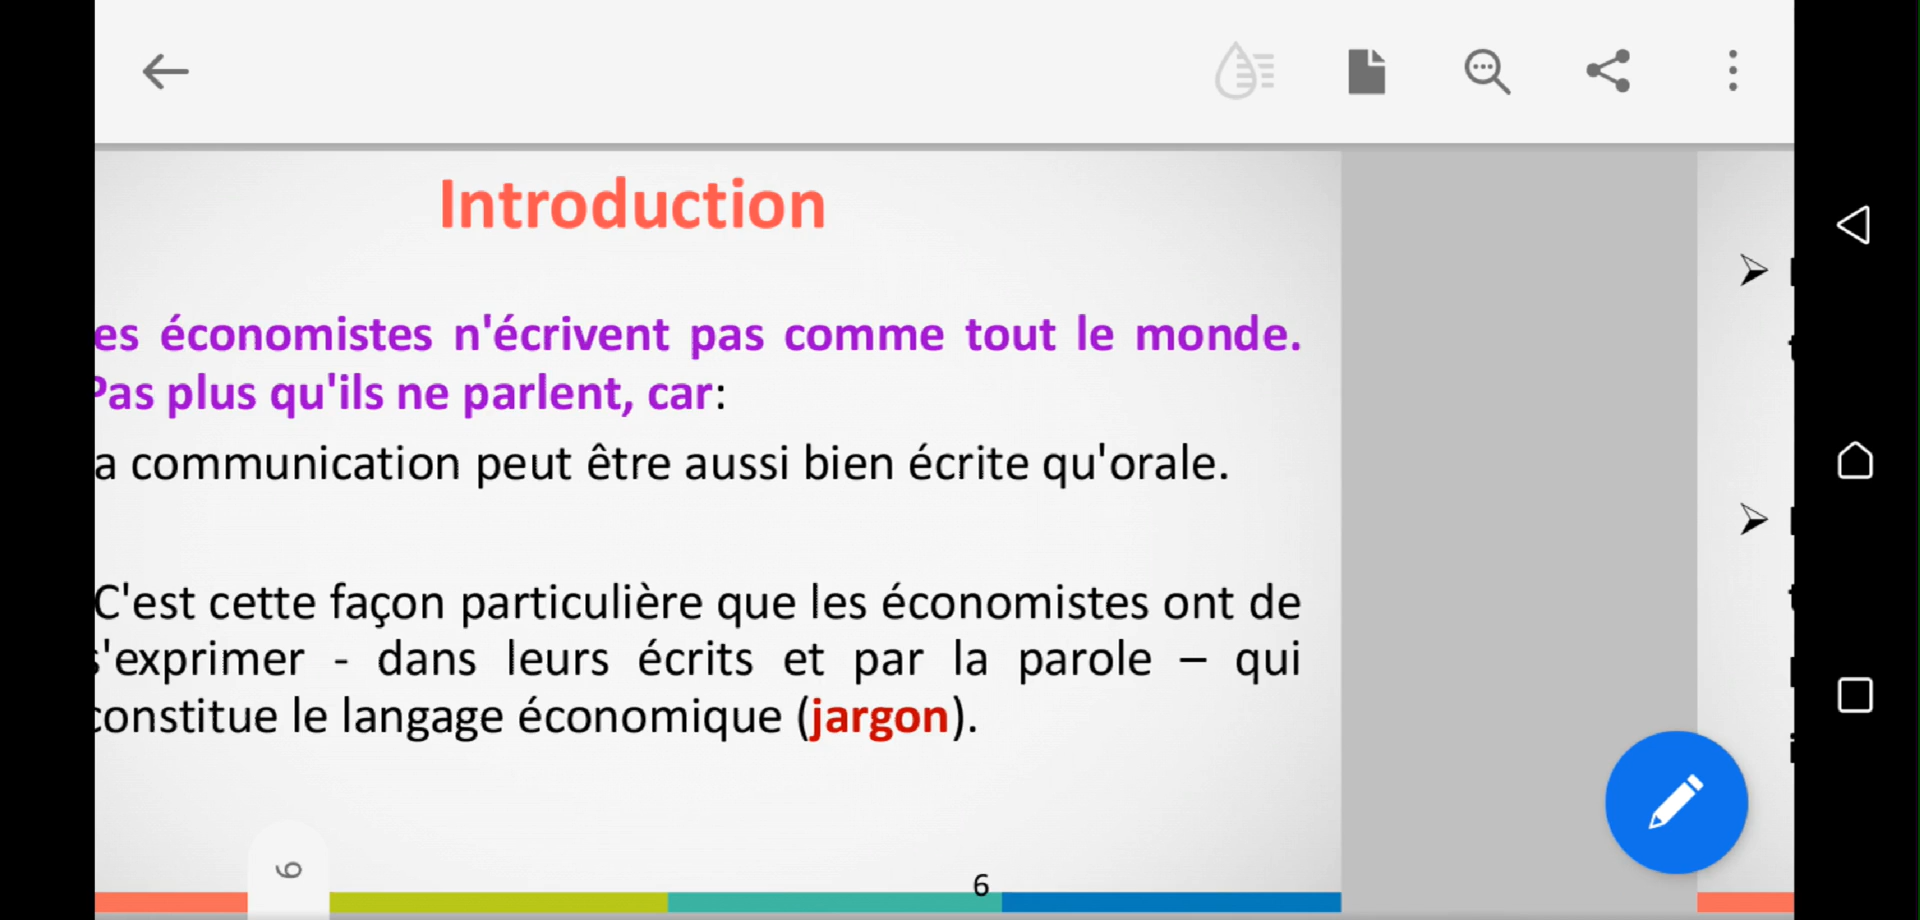 Introduction
es économistes n'écrivent pas comme tout le monde.
Pas plus qu'ils ne parlent, car:
a communication peut être aussi bien écrite qu'orale.
C'est cette façon particulière que les économistes ont de
s'exprimer - dans leurs écrits et par la parole – qui
constitue le langage économique (jargon).
6
6